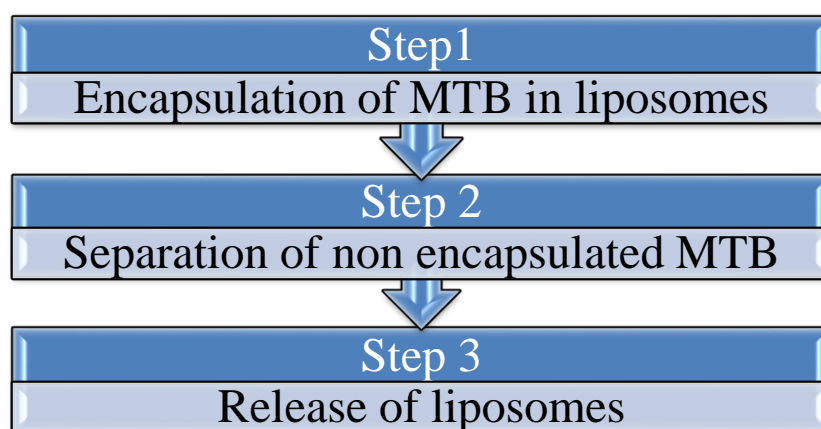 Step1
Encapsulation of MTB in liposomes
Step 2
Separation of non encapsulated MTB
Step 3
Release of liposomes